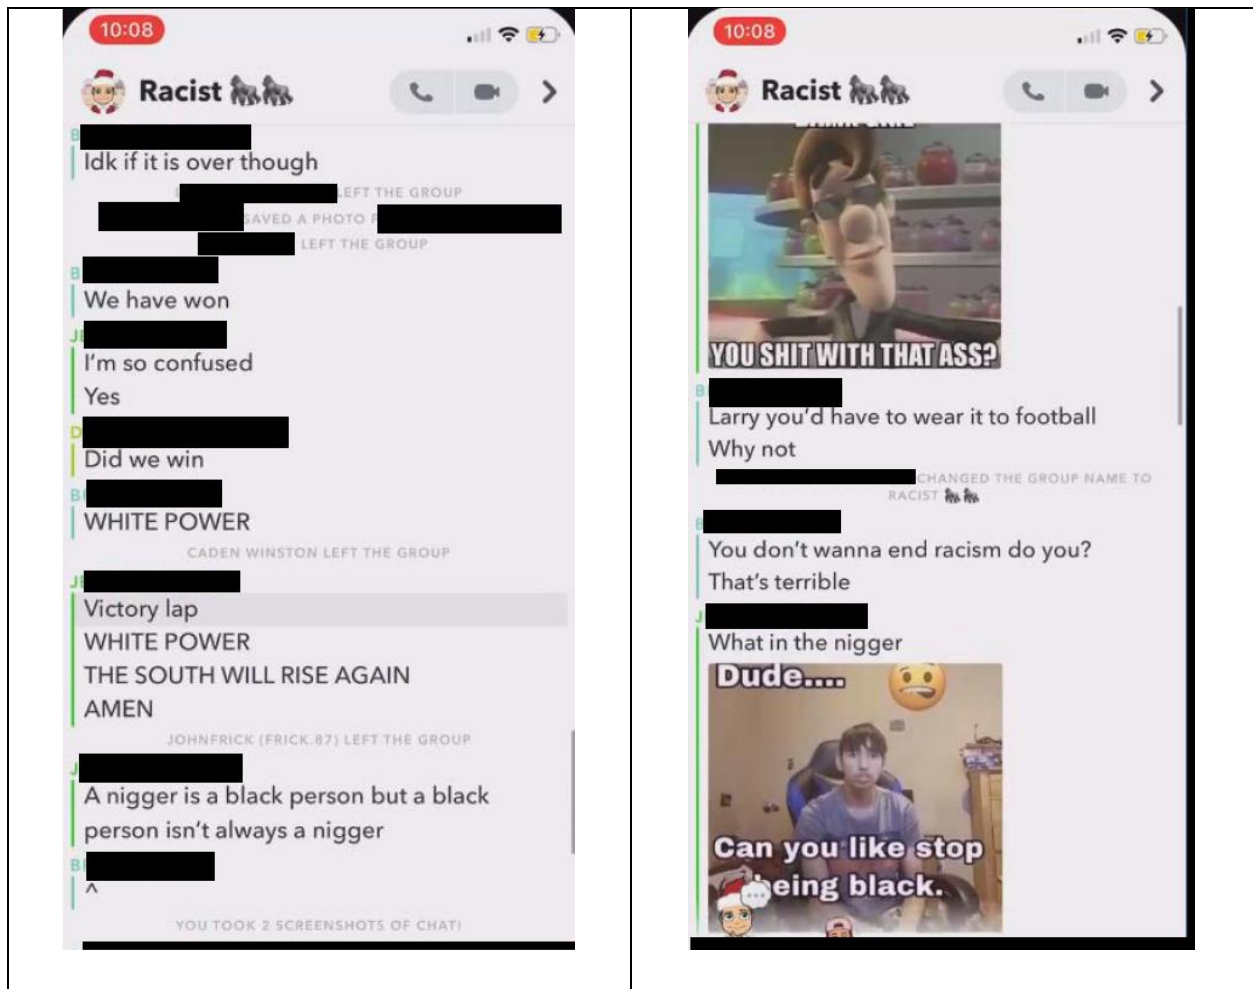 10:08
Racist 🦍🦍
Idk if it is over though
LEFT THE GROUP
SAVED A PHOTO
LEFT THE GROUP
We have won
I'm so confused
Yes
Did we win
WHITE POWER
CADEN WINSTON LEFT THE GROUP
Victory lap
WHITE POWER
THE SOUTH WILL RISE AGAIN
AMEN
JOHNFRICK (FRICK.87) LEFT THE GROUP
A nigger is a black person but a black
person isn't always a nigger
^
YOU TOOK 2 SCREENSHOTS OF CHAT!
10:08
Racist 🦍🦍
YOU SHIT WITH THAT ASS?
Larry you'd have to wear it to football
Why not
CHANGED THE GROUP NAME TO
RACIST 🦍🦍
You don't wanna end racism do you?
That's terrible
What in the nigger
Dude....
Can you like stop
being black.